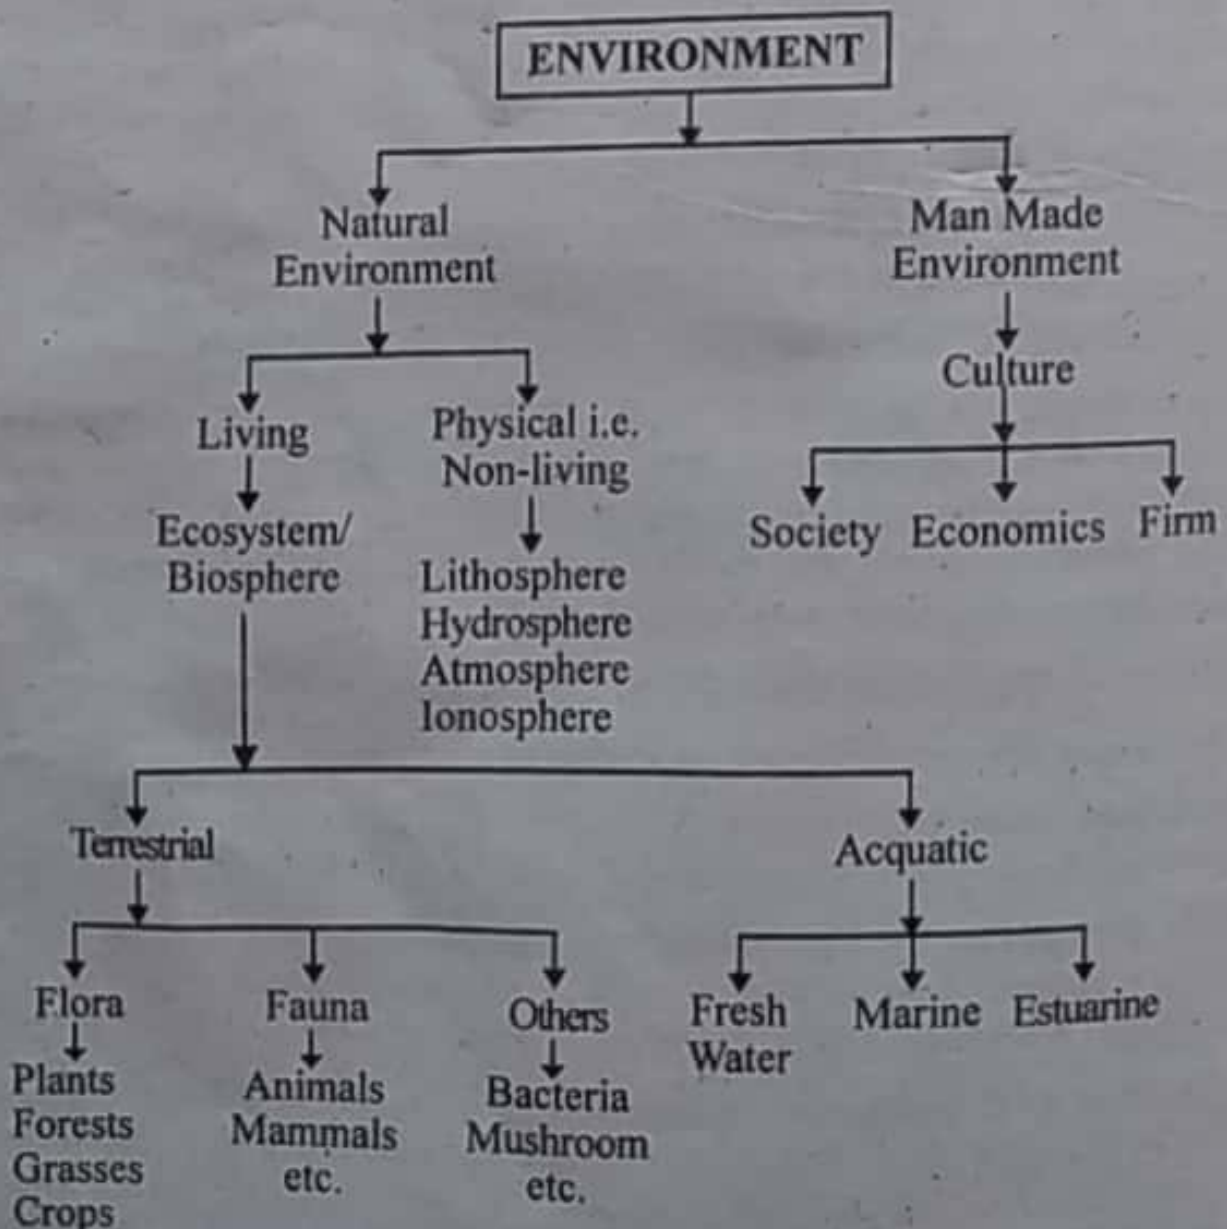 ENVIRONMENT
Natural
Environment
Man Made
Environment
Living
Physical i.e.
Non-living
Culture
Ecosystem/
Biosphere
Lithosphere
Hydrosphere
Atmosphere
Ionosphere
Society
Economics
Firm
Terrestrial
Acquatic
Flora
Fauna
Others
Fresh
Water
Marine
Estuarine
Plants
Forests
Grasses
Crops
Animals
Mammals
etc.
Bacteria
Mushroom
etc.